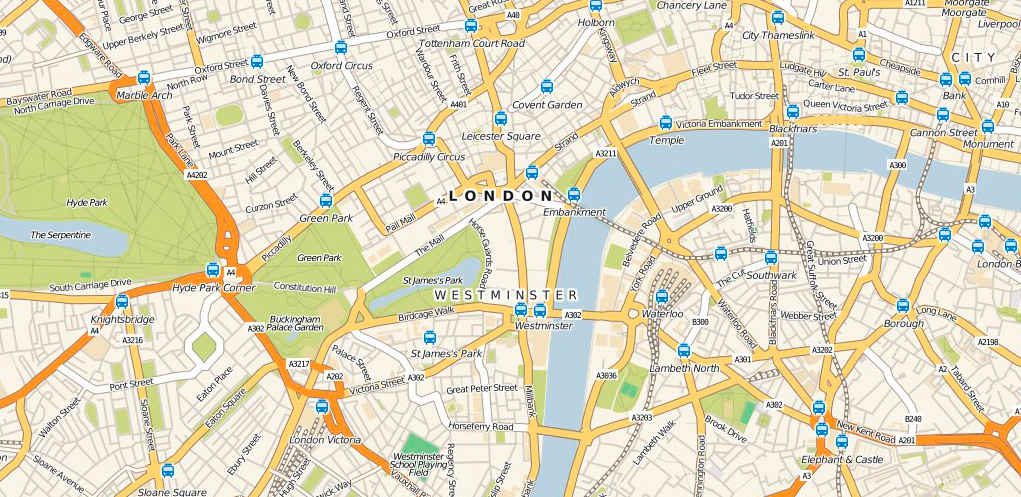 George Street
Great Ru
A40
Chancery Lane
A1211
Moorgate
Moorgate
Liverpoo
Upper Berkely Street
Wigmore Street
Oxford Street
Tottenham Court Road
Holborn
A4
City Thameslink
A1
Edgware Road
Oxford Street
Oxford Circus
Wardour Street
Frith Street
Kingsway
Fleet Street
Ludgate Hill
St. Paul's
Cheapside
CITY
North Row
Bond Street
Marble Arch
Bayswater Road
North Carriage Drive
Park Street
Davies Street
New Bond Street
Regent Street
A401
Covent Garden
Aldwych
Strand
Tudor Street
Carter Lane
Queen Victoria Street
Cornhill
Bank
A10
Leicester Square
Strand
Temple
Victoria Embankment
Blackfriars
Cannon Street
Monument
Park Lane
Mount Street
Berkeley Street
Piccadilly Circus
A3211
A201
A300
A4202
Hill Street
Curzon Street
Hyde Park
Green Park
A4
LONDON
Embankment
Upper Ground
A3200
A3
The Serpentine
Pall Mall
The Mall
Horse Guards Road
Belvedere Road
Hatfields
A3200
Piccadilly
Green Park
Great Suffolk Street
Union Street
London B
A4
Hyde Park Corner
South Carriage Drive
Constitution Hill
St James's Park
York Road
The Cu
Southwark
315
WESTMINSTER
Knightsbridge
A4
A3216
A302
Buckingham
Palace Garden
Birdcage Walk
Westminster
A302
Waterloo
B300
Waterloo Road
Blackfriars Road
Webber Street
Borough
Long Lane
St James's Park
A3217
Palace Street
A202
Victoria Street
A302
Great Peter Street
Lambeth North
A301
A3202
A2198
A2
Tabard Street
Pont Street
Eaton Place
Eaton Square
Walton Street
Sloane Street
Millbank
A3036
A3203
A302
Brook Drive
B240
New Kent Road
A201
London Victoria
Horseferry Road
Westminster
School Playing
Field
Regency Stre
Lambeth Walk
Elephant & Castle
Sloane Avenue
Sloane Square
Ebury Street
Hugh Street
wick Way
Vauxhall
slip Street
ennington Road
A3